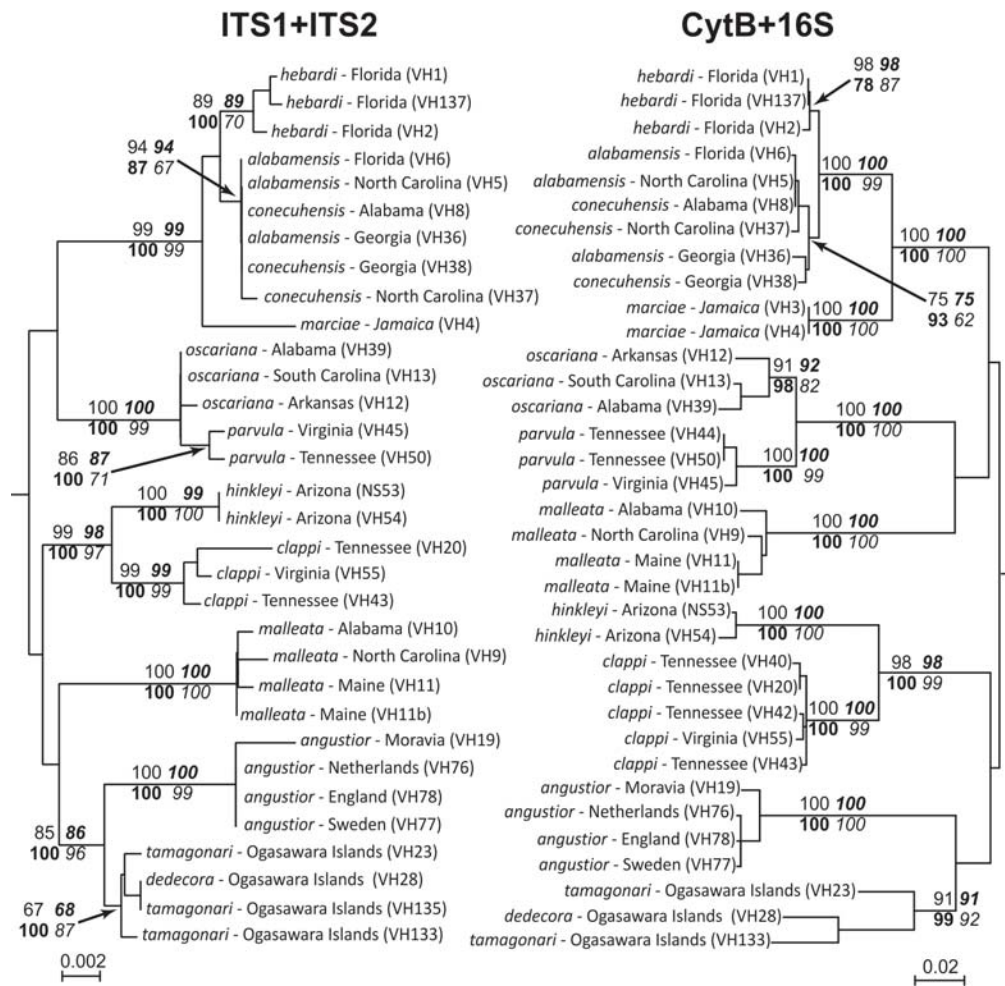 ITS1+ITS2
hebardi - Florida (VH1)
89 89
hebardi - Florida (VH137)
100 70
hebardi - Florida (VH2)
94 94
87 67
alabamensis - Florida (VH6)
alabamensis - North Carolina (VH5)
conecuhensis - Alabama (VH8)
99 99
100 99
alabamensis - Georgia (VH36)
conecuhensis - Georgia (VH38)
conecuhensis - North Carolina (VH37)
marciae - Jamaica (VH4)
oscariana - Alabama (VH39)
oscariana - South Carolina (VH13)
100 100
100 99
oscariana - Arkansas (VH12)
parvula - Virginia (VH45)
86 87
100 71
parvula - Tennessee (VH50)
100 99
100 100
hinkleyi - Arizona (NS53)
hinkleyi - Arizona (VH54)
99 98
100 97
clappi - Tennessee (VH20)
99 99
100 99
clappi - Virginia (VH55)
clappi - Tennessee (VH43)
malleata - Alabama (VH10)
malleata - North Carolina (VH9)
100 100
100 100
malleata - Maine (VH11)
malleata - Maine (VH11b)
angustior - Moravia (VH19)
100 100
100 99
angustior - Netherlands (VH76)
angustior - England (VH78)
angustior - Sweden (VH77)
85 86
100 96
tamagonari - Ogasawara Islands (VH23)
dedecora - Ogasawara Islands (VH28)
67 68
100 87
tamagonari - Ogasawara Islands (VH135)
tamagonari - Ogasawara Islands (VH133)
0.002
CytB+16S
98 98
78 87
hebardi - Florida (VH1)
hebardi - Florida (VH137)
hebardi - Florida (VH2)
alabamensis - Florida (VH6)
100 100
100 99
alabamensis - North Carolina (VH5)
conecuhensis - Alabama (VH8)
conecuhensis - North Carolina (VH37)
100 100
100 100
alabamensis - Georgia (VH36)
conecuhensis - Georgia (VH38)
75 75
93 62
marciae - Jamaica (VH3)
100 100
100 100
marciae - Jamaica (VH4)
oscariana - Arkansas (VH12)
91 92
98 82
oscariana - South Carolina (VH13)
oscariana - Alabama (VH39)
100 100
100 100
parvula - Tennessee (VH44)
parvula - Tennessee (VH50)
100 100
100 99
parvula - Virginia (VH45)
malleata - Alabama (VH10)
100 100
100 100
malleata - North Carolina (VH9)
malleata - Maine (VH11)
malleata - Maine (VH11b)
hinkleyi - Arizona (NS53)
100 100
100 100
hinkleyi - Arizona (VH54)
clappi - Tennessee (VH40)
98 98
100 99
clappi - Tennessee (VH20)
clappi - Tennessee (VH42)
100 100
100 99
clappi - Virginia (VH55)
clappi - Tennessee (VH43)
angustior - Moravia (VH19)
100 100
100 100
angustior - Netherlands (VH76)
angustior - England (VH78)
angustior - Sweden (VH77)
tamagonari - Ogasawara Islands (VH23)
91 91
99 92
dedecora - Ogasawara Islands (VH28)
tamagonari - Ogasawara Islands (VH133)
0.02